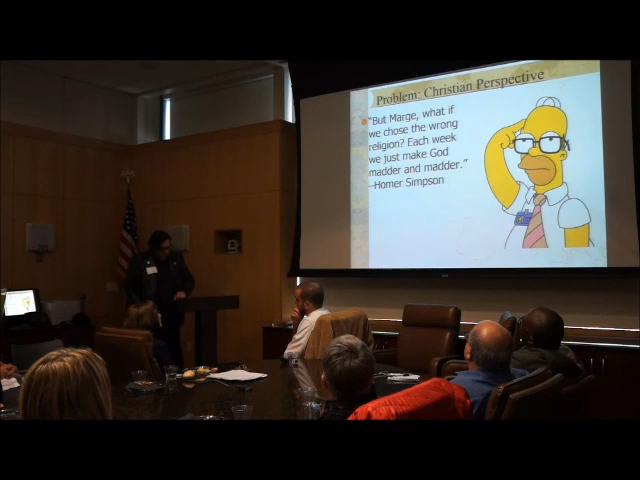 Problem: Christian Perspective
"But Marge, what if
we chose the wrong
religion? Each week
we just make God
madder and madder."
–Homer Simpson